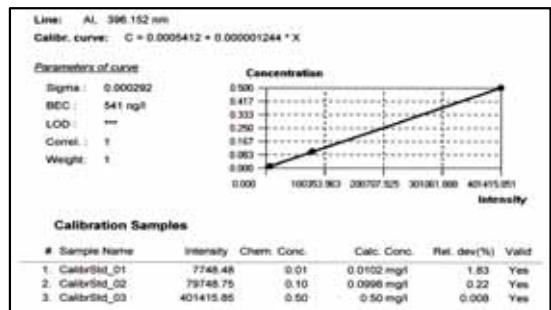 Line: Al, 396.152 nm
Calibr. curve: C = 0.0005412 + 0.000001244 * X
Parameters of curve
Sigma : 0.000292
BEC : 541 ng/l
LOD : ***
Correl. : 1
Weight: 1
Concentration
0.500
0.417
0.333
0.250
0.167
0.083
0.000
0.000 100353.963 200707.925 301061.888 401415.851
Intensity
Calibration Samples
# Sample Name Intensity Chem. Conc. Calc. Conc. Rel. dev(%) Valid
1. CalibrStd_01 7748.48 0.01 0.0102 mg/l 1.83 Yes
2. CalibrStd_02 79748.75 0.10 0.0998 mg/l 0.22 Yes
3. CalibrStd_03 401415.85 0.50 0.50 mg/l 0.008 Yes